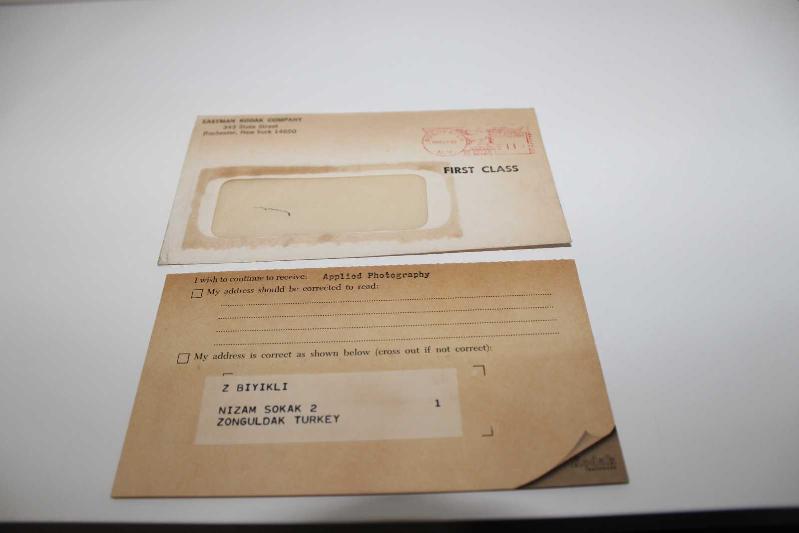 EASTMAN KODAK COMPANY
343 State Street
Rochester, New York 14650
FIRST CLASS
I wish to continue to receive: Applied Photography
My address should be corrected to read:
My address is correct as shown below (cross out if not correct):
Z BIYIKLI
NIZAM SOKAK 2 1
ZONGULDAK TURKEY
Kodak